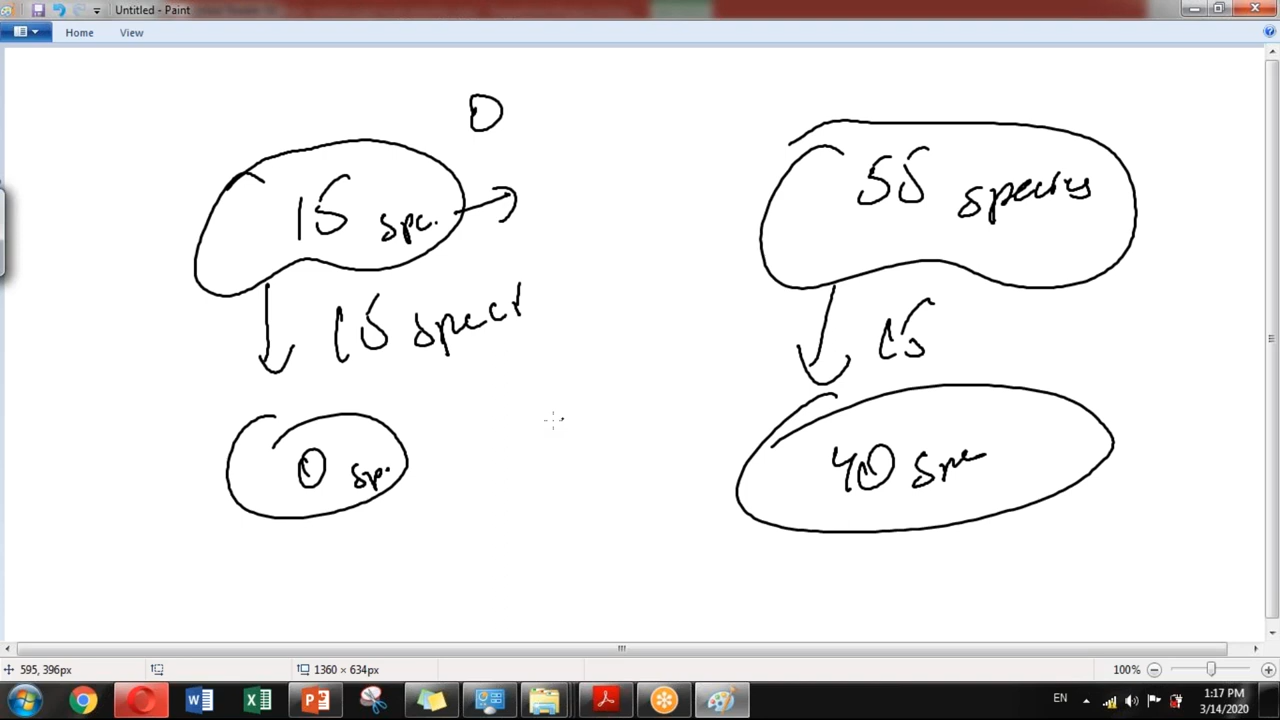 Untitled - Paint
Home View
D
15 spc.
55 species
15 speci
15
0 sp.
40 spe
595, 396px
1360 × 634px
100%
EN
1:17 PM
3/14/2020